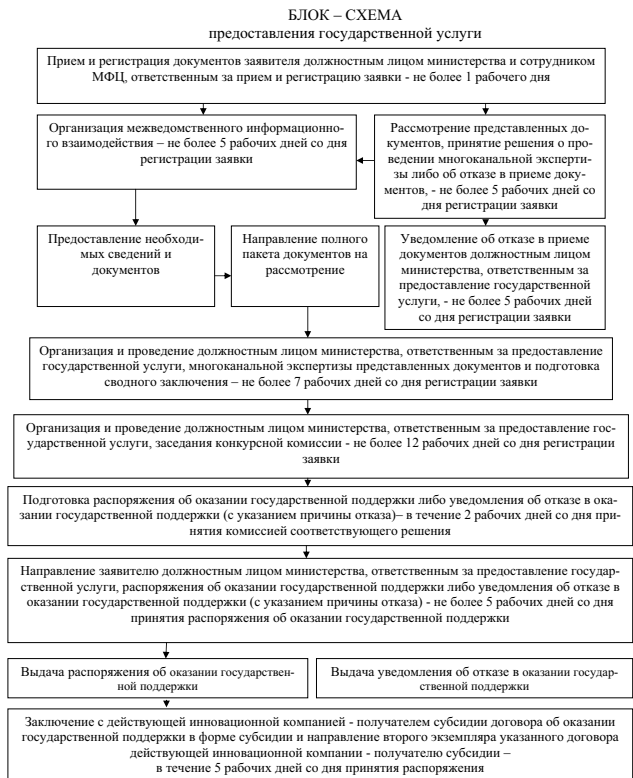 БЛОК – СХЕМА
предоставления государственной услуги
Прием и регистрация документов заявителя должностным лицом министерства и сотрудником
МФЦ, ответственным за прием и регистрацию заявки - не более 1 рабочего дня
Организация межведомственного информационно-
го взаимодействия – не более 5 рабочих дней со дня
регистрации заявки
Рассмотрение представленных до-
кументов, принятие решения о про-
ведении многоканальной эксперти-
зы либо об отказе в приеме доку-
ментов, - не более 5 рабочих дней со
дня регистрации заявки
Предоставление необходи-
мых сведений и
документов
Направление полного
пакета документов на
рассмотрение
Уведомление об отказе в приеме
документов должностным лицом
министерства, ответственным за
предоставление государственной
услуги, - не более 5 рабочих дней
со дня регистрации заявки
Организация и проведение должностным лицом министерства, ответственным за предоставление
государственной услуги, многоканальной экспертизы представленных документов и подготовка
сводного заключения – не более 7 рабочих дней со дня регистрации заявки
Организация и проведение должностным лицом министерства, ответственным за предоставление гос-
ударственной услуги, заседания конкурсной комиссии - не более 12 рабочих дней со дня регистрации
заявки
Подготовка распоряжения об оказании государственной поддержки либо уведомления об отказе в ока-
зании государственной поддержки (с указанием причины отказа)– в течение 2 рабочих дней со дня при-
нятия комиссией соответствующего решения
Направление заявителю должностным лицом министерства, ответственным за предоставление государ-
ственной услуги, распоряжения об оказании государственной поддержки либо уведомления об отказе в
оказании государственной поддержки (с указанием причины отказа) - не более 5 рабочих дней со дня
принятия распоряжения об оказании государственной поддержки
Выдача распоряжения об оказании государствен-
ной поддержки
Выдача уведомления об отказе в оказании государ-
ственной поддержки
Заключение с действующей инновационной компанией - получателем субсидии договора об оказании
государственной поддержки в форме субсидии и направление второго экземпляра указанного договора
действующей инновационной компании - получателю субсидии –
в течение 5 рабочих дней со дня принятия распоряжения